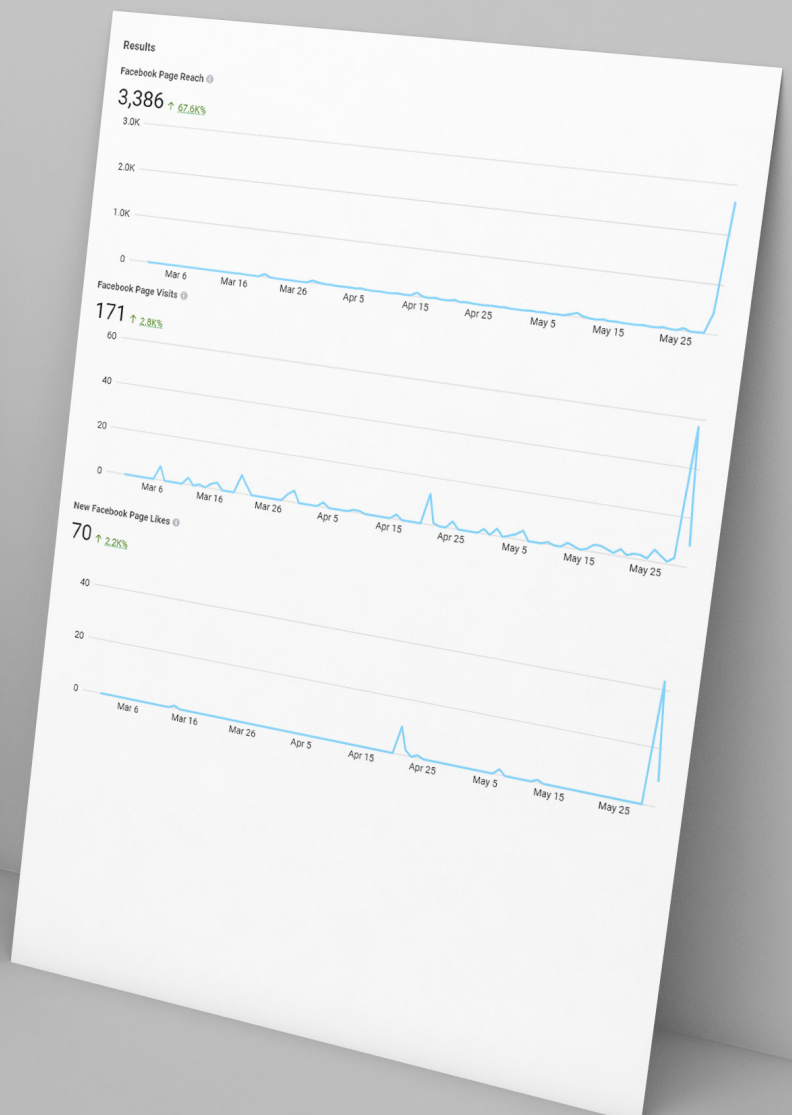 Results
Facebook Page Reach
3,386 ↑ 67.6K%
3.0K
2.0K
1.0K
0
Mar 6 Mar 16 Mar 26 Apr 5 Apr 15 Apr 25 May 5 May 15 May 25
Facebook Page Visits
171 ↑ 2.8K%
60
40
20
0
Mar 6 Mar 16 Mar 26 Apr 5 Apr 15 Apr 25 May 5 May 15 May 25
New Facebook Page Likes
70 ↑ 2.2K%
40
20
0
Mar 6 Mar 16 Mar 26 Apr 5 Apr 15 Apr 25 May 5 May 15 May 25